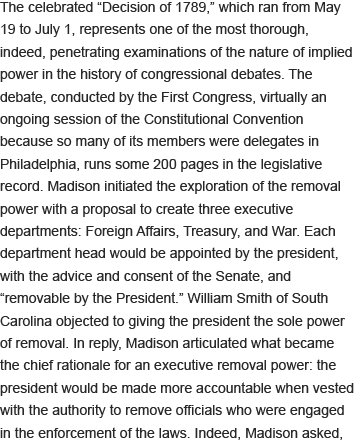 The celebrated “Decision of 1789,” which ran from May
19 to July 1, represents one of the most thorough,
indeed, penetrating examinations of the nature of implied
power in the history of congressional debates. The
debate, conducted by the First Congress, virtually an
ongoing session of the Constitutional Convention
because so many of its members were delegates in
Philadelphia, runs some 200 pages in the legislative
record. Madison initiated the exploration of the removal
power with a proposal to create three executive
departments: Foreign Affairs, Treasury, and War. Each
department head would be appointed by the president,
with the advice and consent of the Senate, and
“removable by the President.” William Smith of South
Carolina objected to giving the president the sole power
of removal. In reply, Madison articulated what became
the chief rationale for an executive removal power: the
president would be made more accountable when vested
with the authority to remove officials who were engaged
in the enforcement of the laws. Indeed, Madison asked,